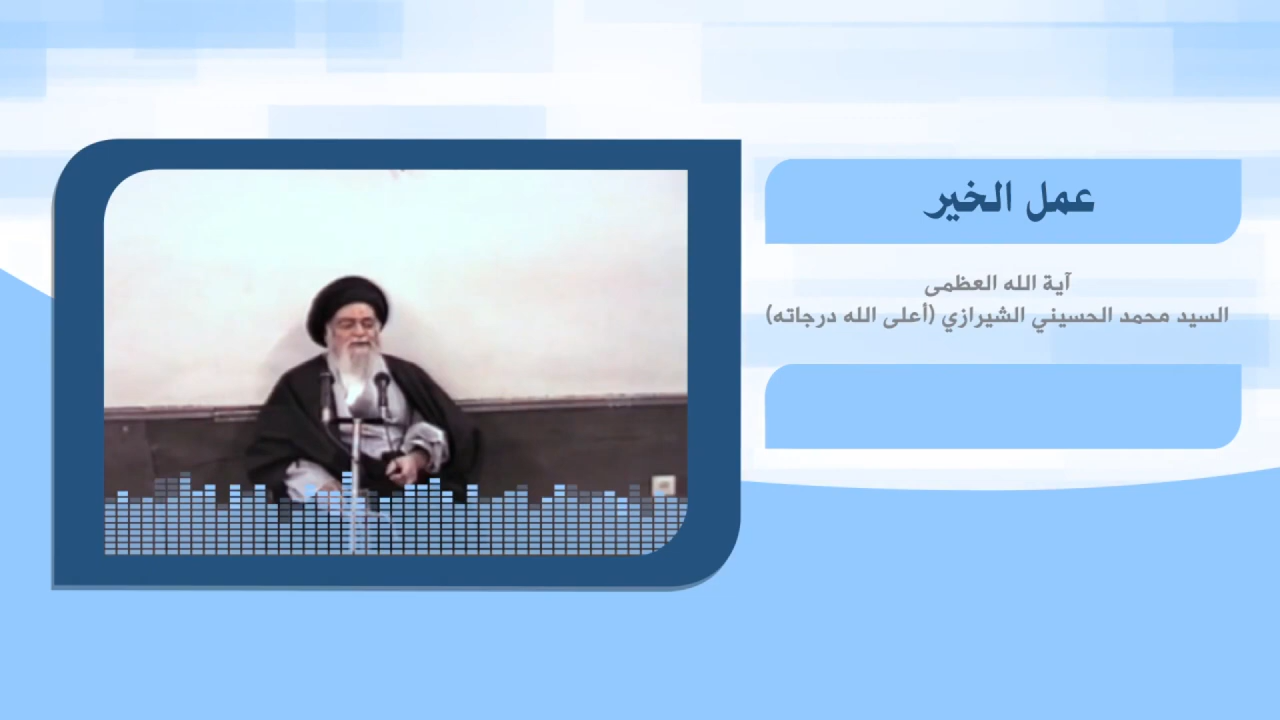 عمل الخير
آية الله العظمى
السيد محمد الحسيني الشيرازي (أعلى الله درجاته)